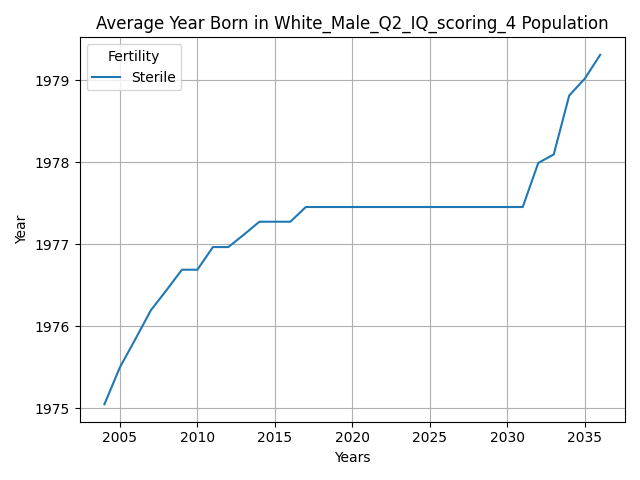 Average Year Born in White_Male_Q2_IQ_scoring_4 Population
Fertility
Sterile
1979
1978
1977
1976
1975
Year
2005 2010 2015 2020 2025 2030 2035
Years